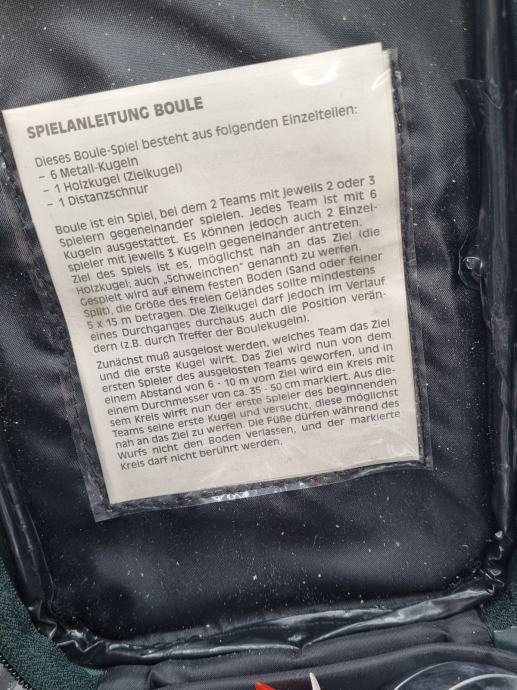 SPIELANLEITUNG BOULE
Dieses Boule-Spiel besteht aus folgenden Einzelteilen:
– 6 Metall-Kugeln
– 1 Holzkugel (Zielkugel)
– 1 Distanzschnur
Boule ist ein Spiel, bei dem 2 Teams mit jeweils 2 oder 3
Spielern gegeneinander spielen. Jedes Team ist mit 6
Kugeln ausgestattet. Es können jedoch auch 2 Einzel-
spieler mit jeweils 3 Kugeln gegeneinander antreten.
Ziel des Spiels ist es, möglichst nah an das Ziel (die
Holzkugel; auch „Schweinchen" genannt) zu werfen.
Gespielt wird auf einem festen Boden (Sand oder feiner
Split), die Größe des freien Geländes sollte mindestens
5 x 15 m betragen. Die Zielkugel darf jedoch im Verlauf
eines Durchganges durchaus auch die Position verän-
dern (z.B. durch Treffer der Boulekugeln).
Zunächst muß ausgelost werden, welches Team das Ziel
und die erste Kugel wirft. Das Ziel wird nun von dem
ersten Spieler des ausgelosten Teams geworfen, und in
einem Abstand von 6 - 10 m vom Ziel wird ein Kreis mit
einem Durchmesser von ca. 35 - 50 cm markiert. Aus die-
sem Kreis wirft nun der erste Spieler des beginnenden
Teams seine erste Kugel und versucht, diese möglichst
nah an das Ziel zu werfen. Die Füße dürfen während des
Wurfs nicht den Boden verlassen, und der markierte
Kreis darf nicht berührt werden.